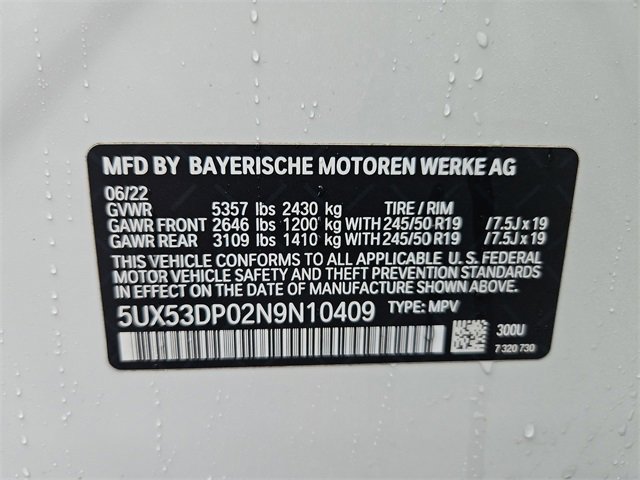 MFD BY BAYERISCHE MOTOREN WERKE AG
06/22
GVWR 5357 lbs 2430 kg TIRE / RIM
GAWR FRONT 2646 lbs 1200 kg WITH 245/50 R19 /7.5J x 19
GAWR REAR 3109 lbs 1410 kg WITH 245/50 R19 /7.5J x 19
THIS VEHICLE CONFORMS TO ALL APPLICABLE U.S. FEDERAL
MOTOR VEHICLE SAFETY AND THEFT PREVENTION STANDARDS
IN EFFECT ON THE DATE OF MANUFACTURE SHOWN ABOVE.
5UX53DP02N9N10409 TYPE: MPV
300U
7 320 730